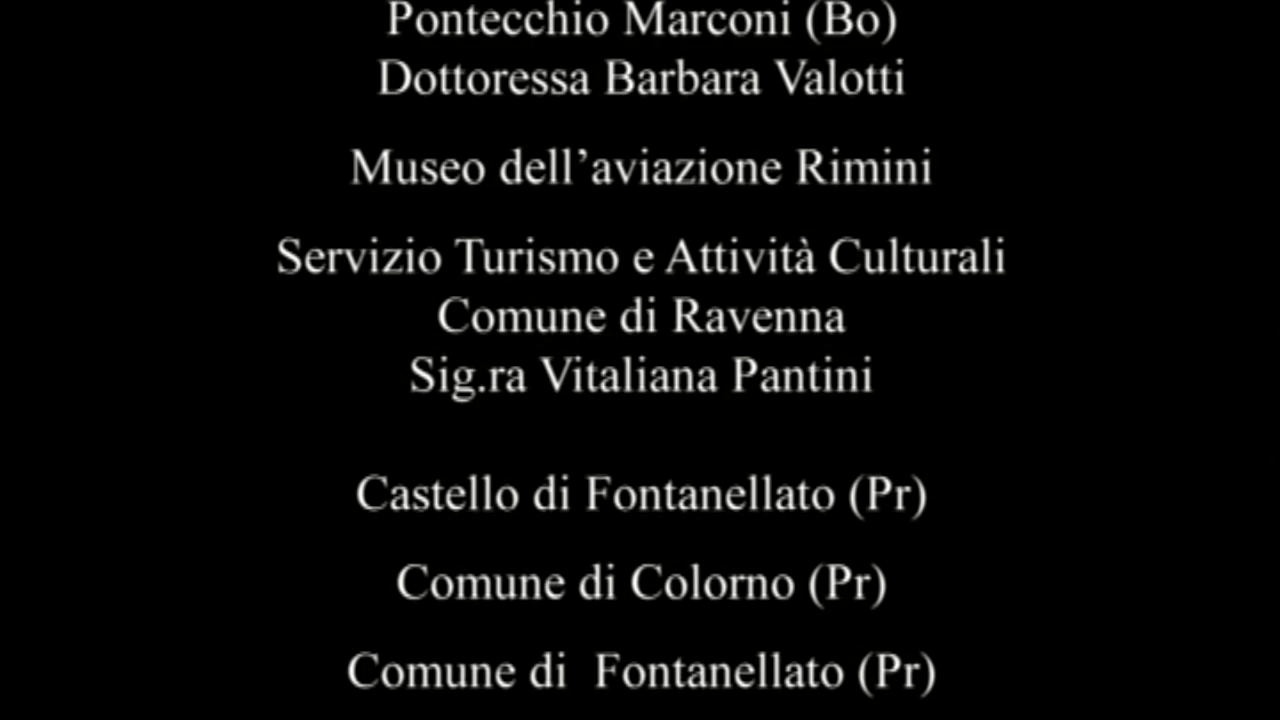 Pontecchio Marconi (Bo)
Dottoressa Barbara Valotti
Museo dell’aviazione Rimini
Servizio Turismo e Attività Culturali
Comune di Ravenna
Sig.ra Vitaliana Pantini
Castello di Fontanellato (Pr)
Comune di Colorno (Pr)
Comune di  Fontanellato (Pr)